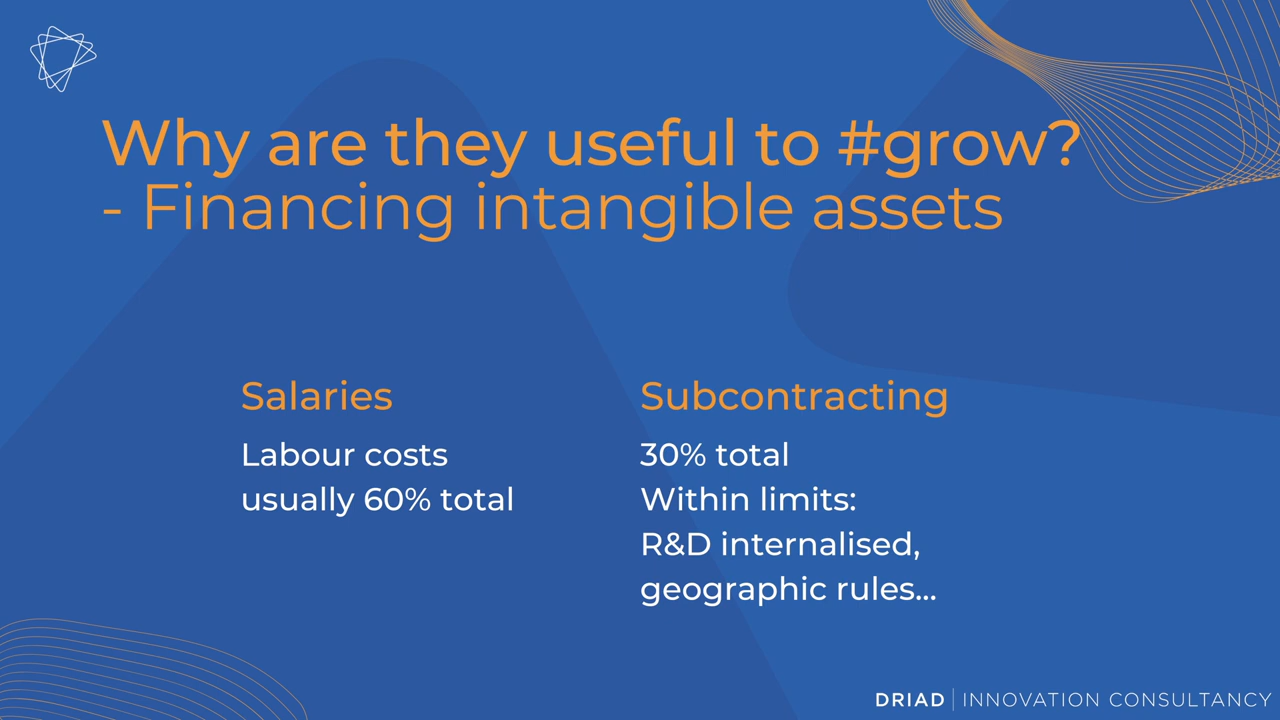 Why are they useful to #grow?
- Financing intangible assets
Salaries
Labour costs
usually 60% total
Subcontracting
30% total
Within limits:
R&D internalised,
geographic rules...
DRIAD | INNOVATION CONSULTANCY